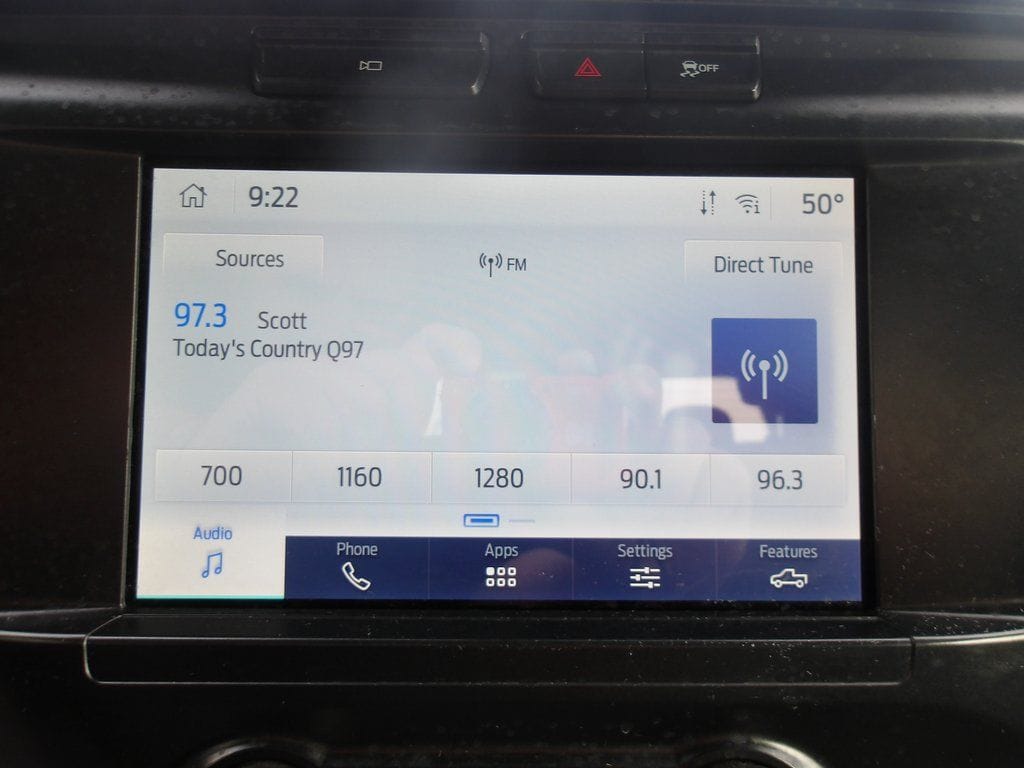 OFF
9:22
50°
Sources
FM
Direct Tune
97.3 Scott
Today's Country Q97
700 1160 1280 90.1 96.3
Audio
Phone Apps Settings Features